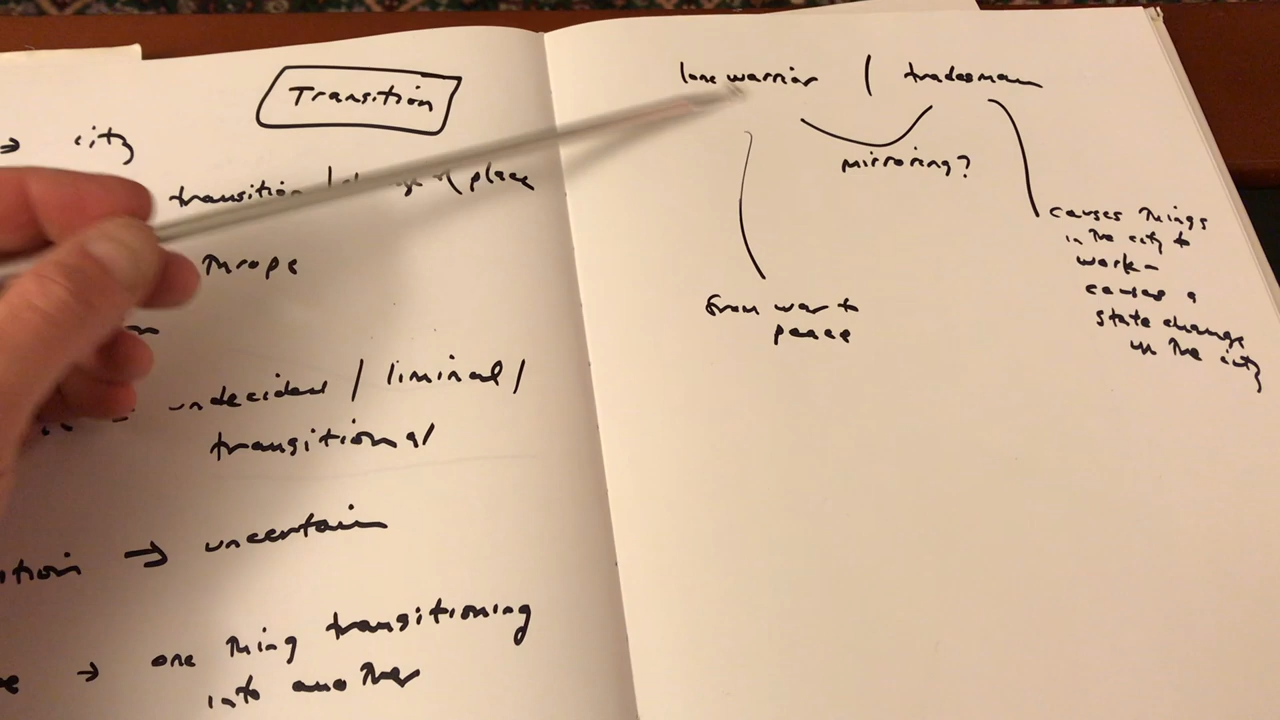 Transition
→ city
transition / place
Thrope
undecided / liminal /
transitional
→ uncertain
→ one thing transitioning
into another
lone warrior | tradesman
mirroring?
from war to
peace
causes things
in the city to
work -
causes a
state change
in the city